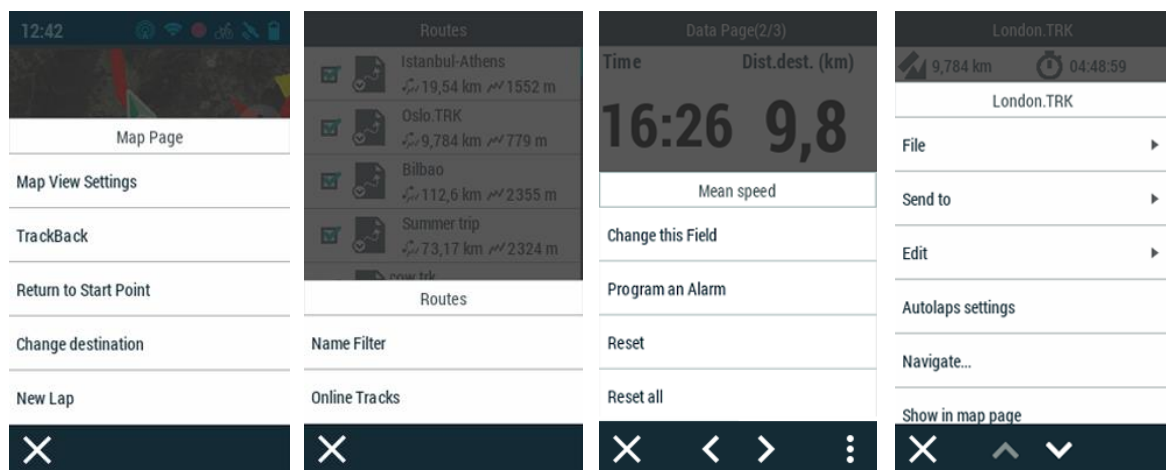 12:42
Map Page
Map View Settings
TrackBack
Return to Start Point
Change destination
New Lap
Routes
Istanbul-Athens
19,54 km 1552 m
Oslo.TRK
9,784 km 779 m
Bilbao
112,6 km 2355 m
Summer trip
73,17 km 2324 m
Routes
Name Filter
Online Tracks
Data Page(2/3)
Time Dist.dest. (km)
16:26 9,8
Mean speed
Change this Field
Program an Alarm
Reset
Reset all
London.TRK
9,784 km 04:48:59
London.TRK
File
Send to
Edit
Autolaps settings
Navigate...
Show in map page